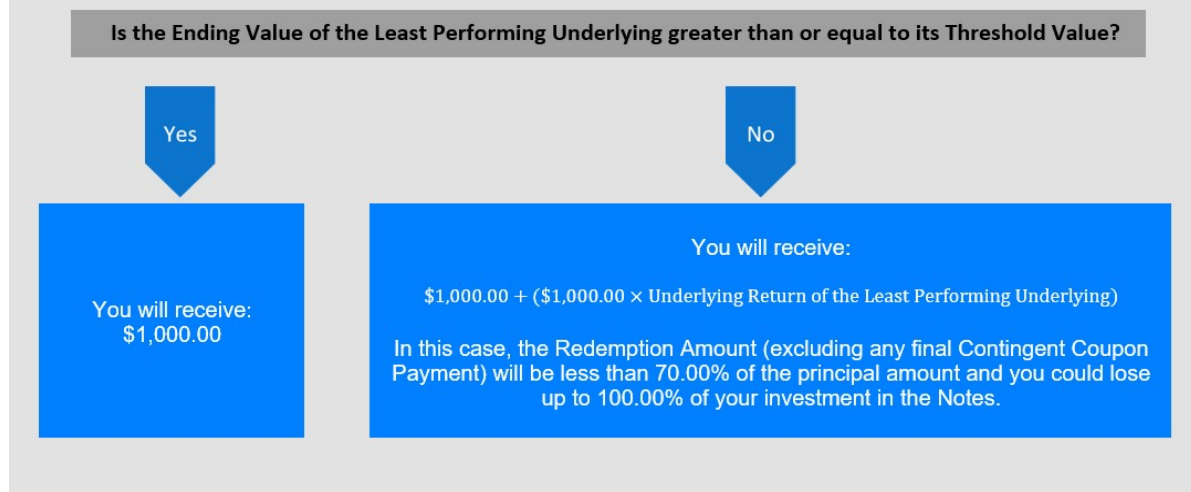 Is the Ending Value of the Least Performing Underlying greater than or equal to its Threshold Value?
Yes
No
You will receive:
$1,000.00
You will receive:
$1,000.00 + ($1,000.00 × Underlying Return of the Least Performing Underlying)
In this case, the Redemption Amount (excluding any final Contingent Coupon
Payment) will be less than 70.00% of the principal amount and you could lose
up to 100.00% of your investment in the Notes.